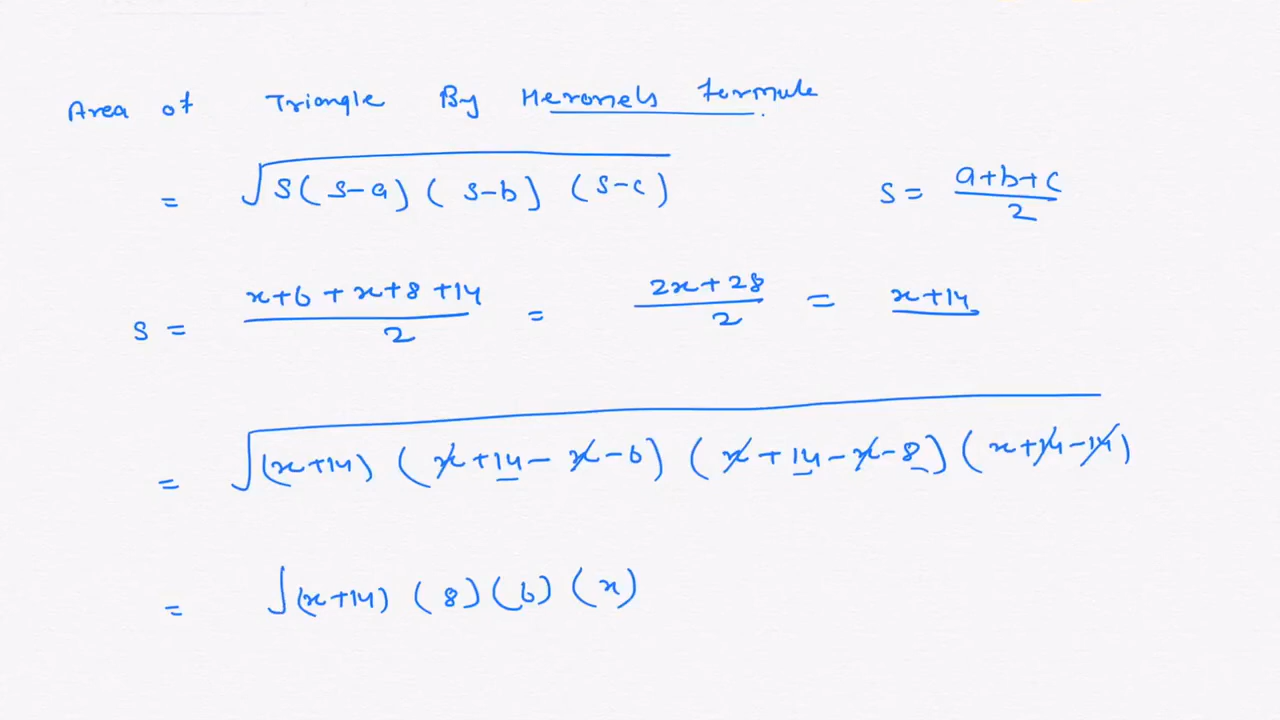 Area of Triangle By Heronels formule
= √S(s-a)(s-b)(s-c) s = a+b+c/2
s = x+6+x+8+14/2 = 2x+28/2 = x+14
= √(x+14)(x+14-x-6)(x+14-x-8)(x+14-14)
= √(x+14)(8)(6)(x)